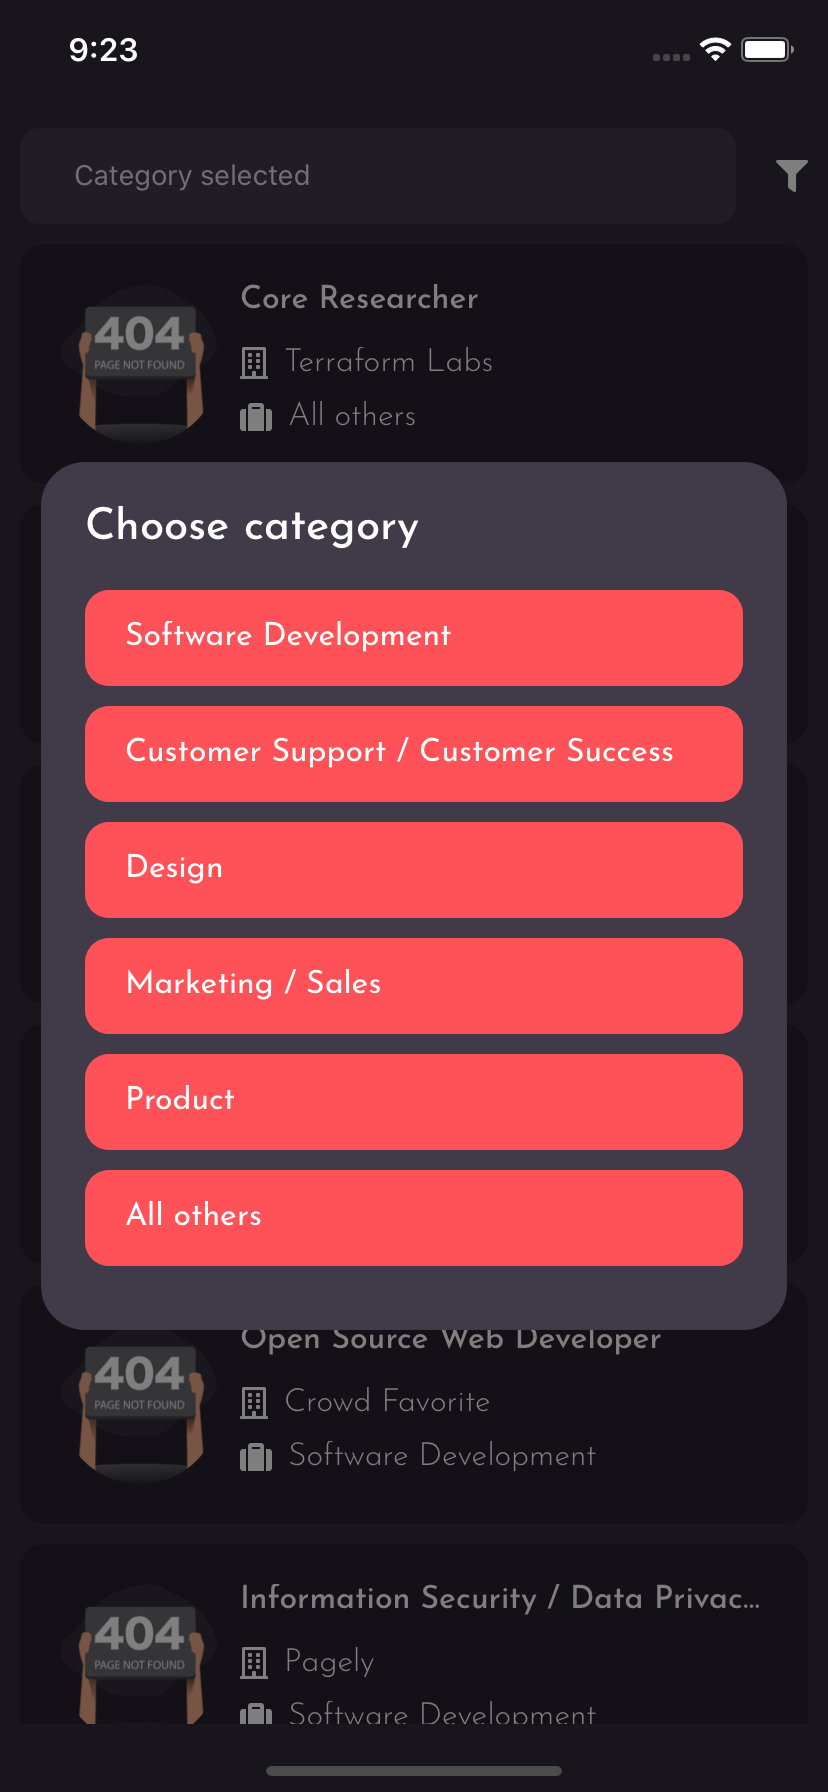 9:23
Category selected
Core Researcher
404
PAGE NOT FOUND
Terraform Labs
All others
Choose category
Software Development
Customer Support / Customer Success
Design
Marketing / Sales
Product
All others
Open Source Web Developer
404
PAGE NOT FOUND
Crowd Favorite
Software Development
Information Security / Data Privac...
404
PAGE NOT FOUND
Pagely
Software Development